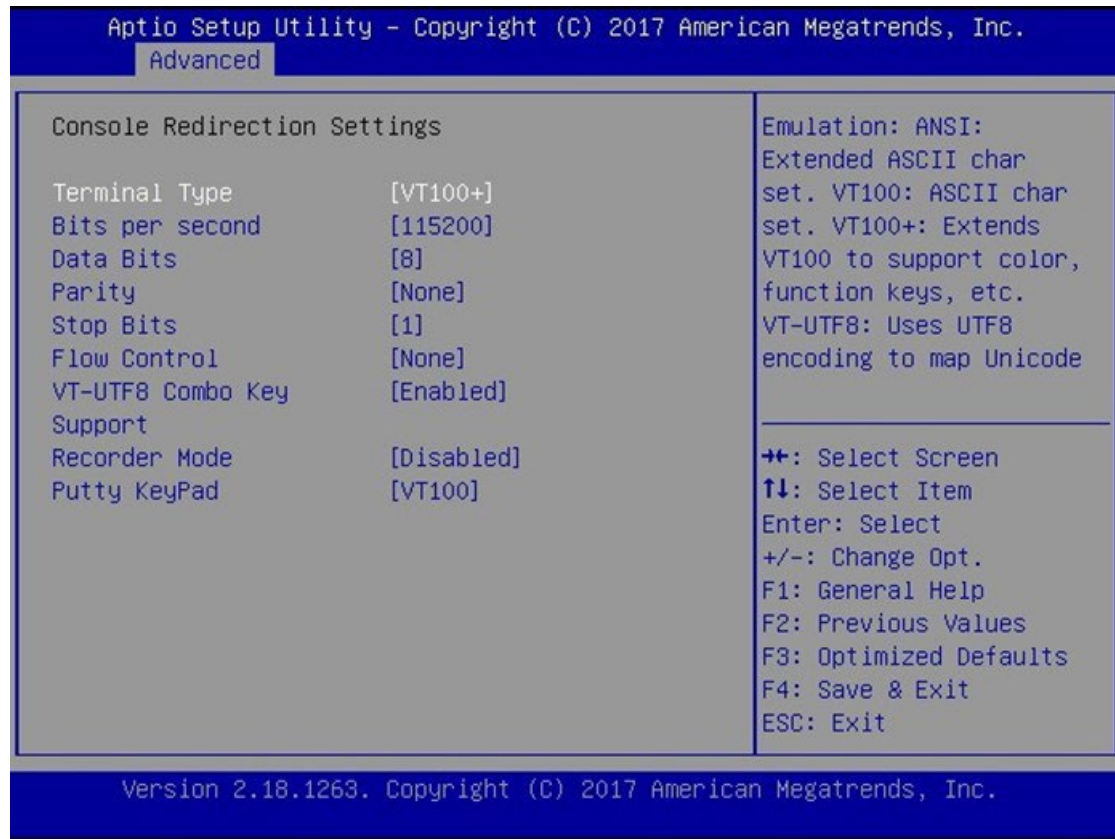 Aptio Setup Utility – Copyright (C) 2017 American Megatrends, Inc.
Advanced
Console Redirection Settings
Terminal Type [VT100+]
Bits per second [115200]
Data Bits [8]
Parity [None]
Stop Bits [1]
Flow Control [None]
VT-UTF8 Combo Key [Enabled]
Support
Recorder Mode [Disabled]
Putty KeyPad [VT100]
Emulation: ANSI:
Extended ASCII char
set. VT100: ASCII char
set. VT100+: Extends
VT100 to support color,
function keys, etc.
VT-UTF8: Uses UTF8
encoding to map Unicode
→←: Select Screen
↑↓: Select Item
Enter: Select
+/-: Change Opt.
F1: General Help
F2: Previous Values
F3: Optimized Defaults
F4: Save & Exit
ESC: Exit
Version 2.18.1263. Copyright (C) 2017 American Megatrends, Inc.